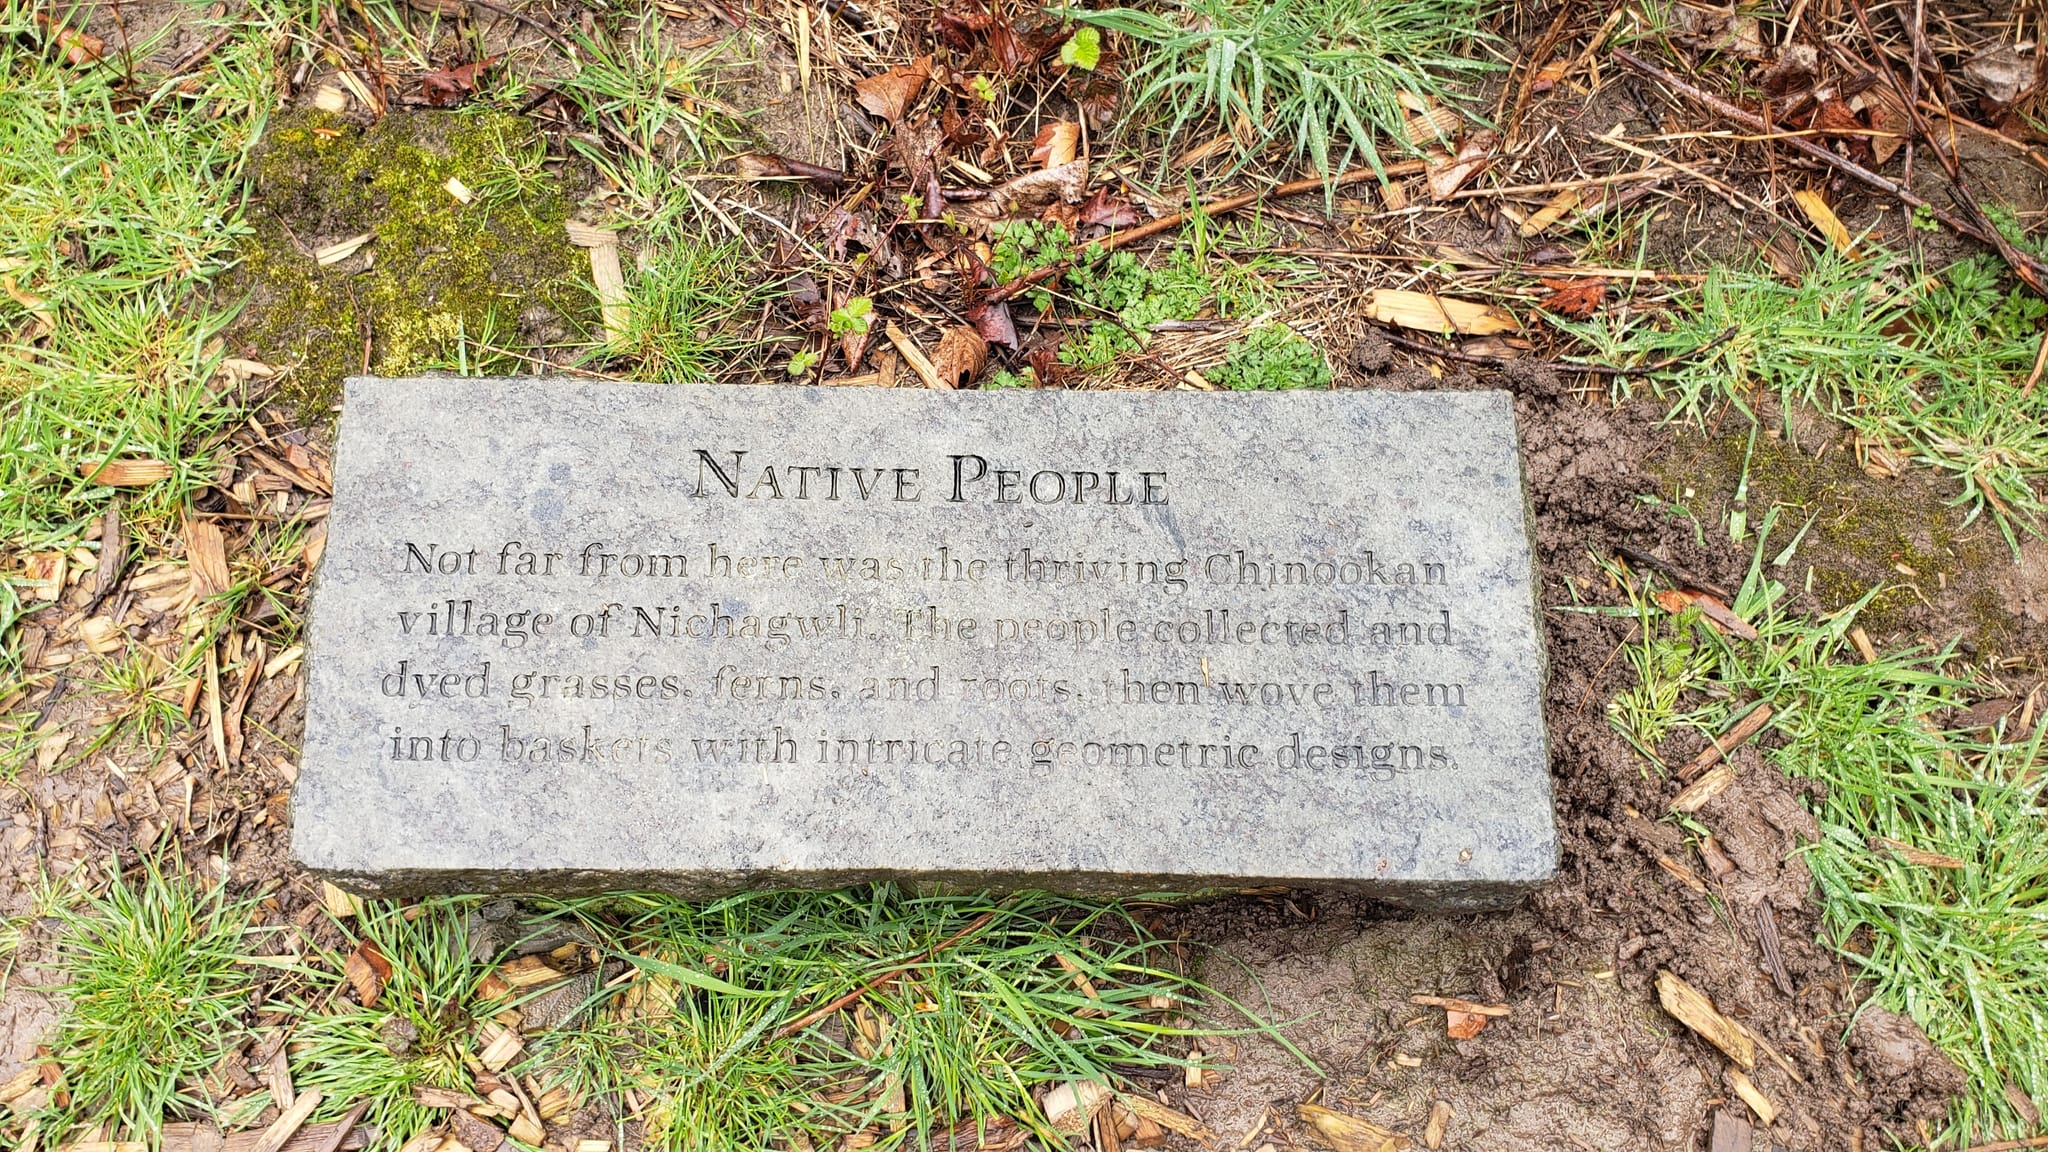 NATIVE PEOPLE
Not far from here was the thriving Chinookan
village of Nichagwli. The people collected and
dyed grasses, ferns, and roots, then wove them
into baskets with intricate geometric designs.